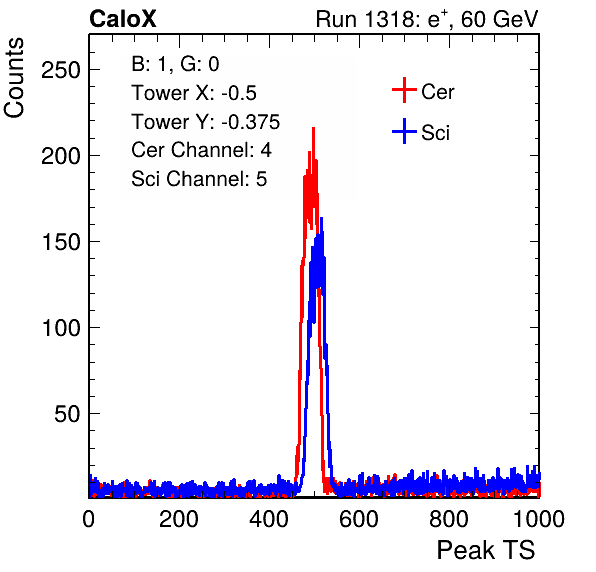 CaloX
Run 1318: e⁺, 60 GeV
Counts
B: 1, G: 0
Tower X: -0.5
Tower Y: -0.375
Cer Channel: 4
Sci Channel: 5
Cer
Sci
250
200
150
100
50
0 200 400 600 800 1000
Peak TS